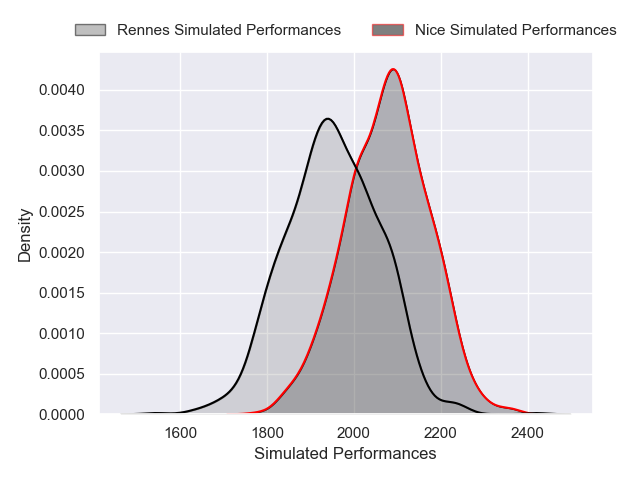 Rennes Simulated Performances
Nice Simulated Performances
0.0040
0.0035
0.0030
0.0025
0.0020
0.0015
0.0010
0.0005
0.0000
Density
1600 1800 2000 2200 2400
Simulated Performances